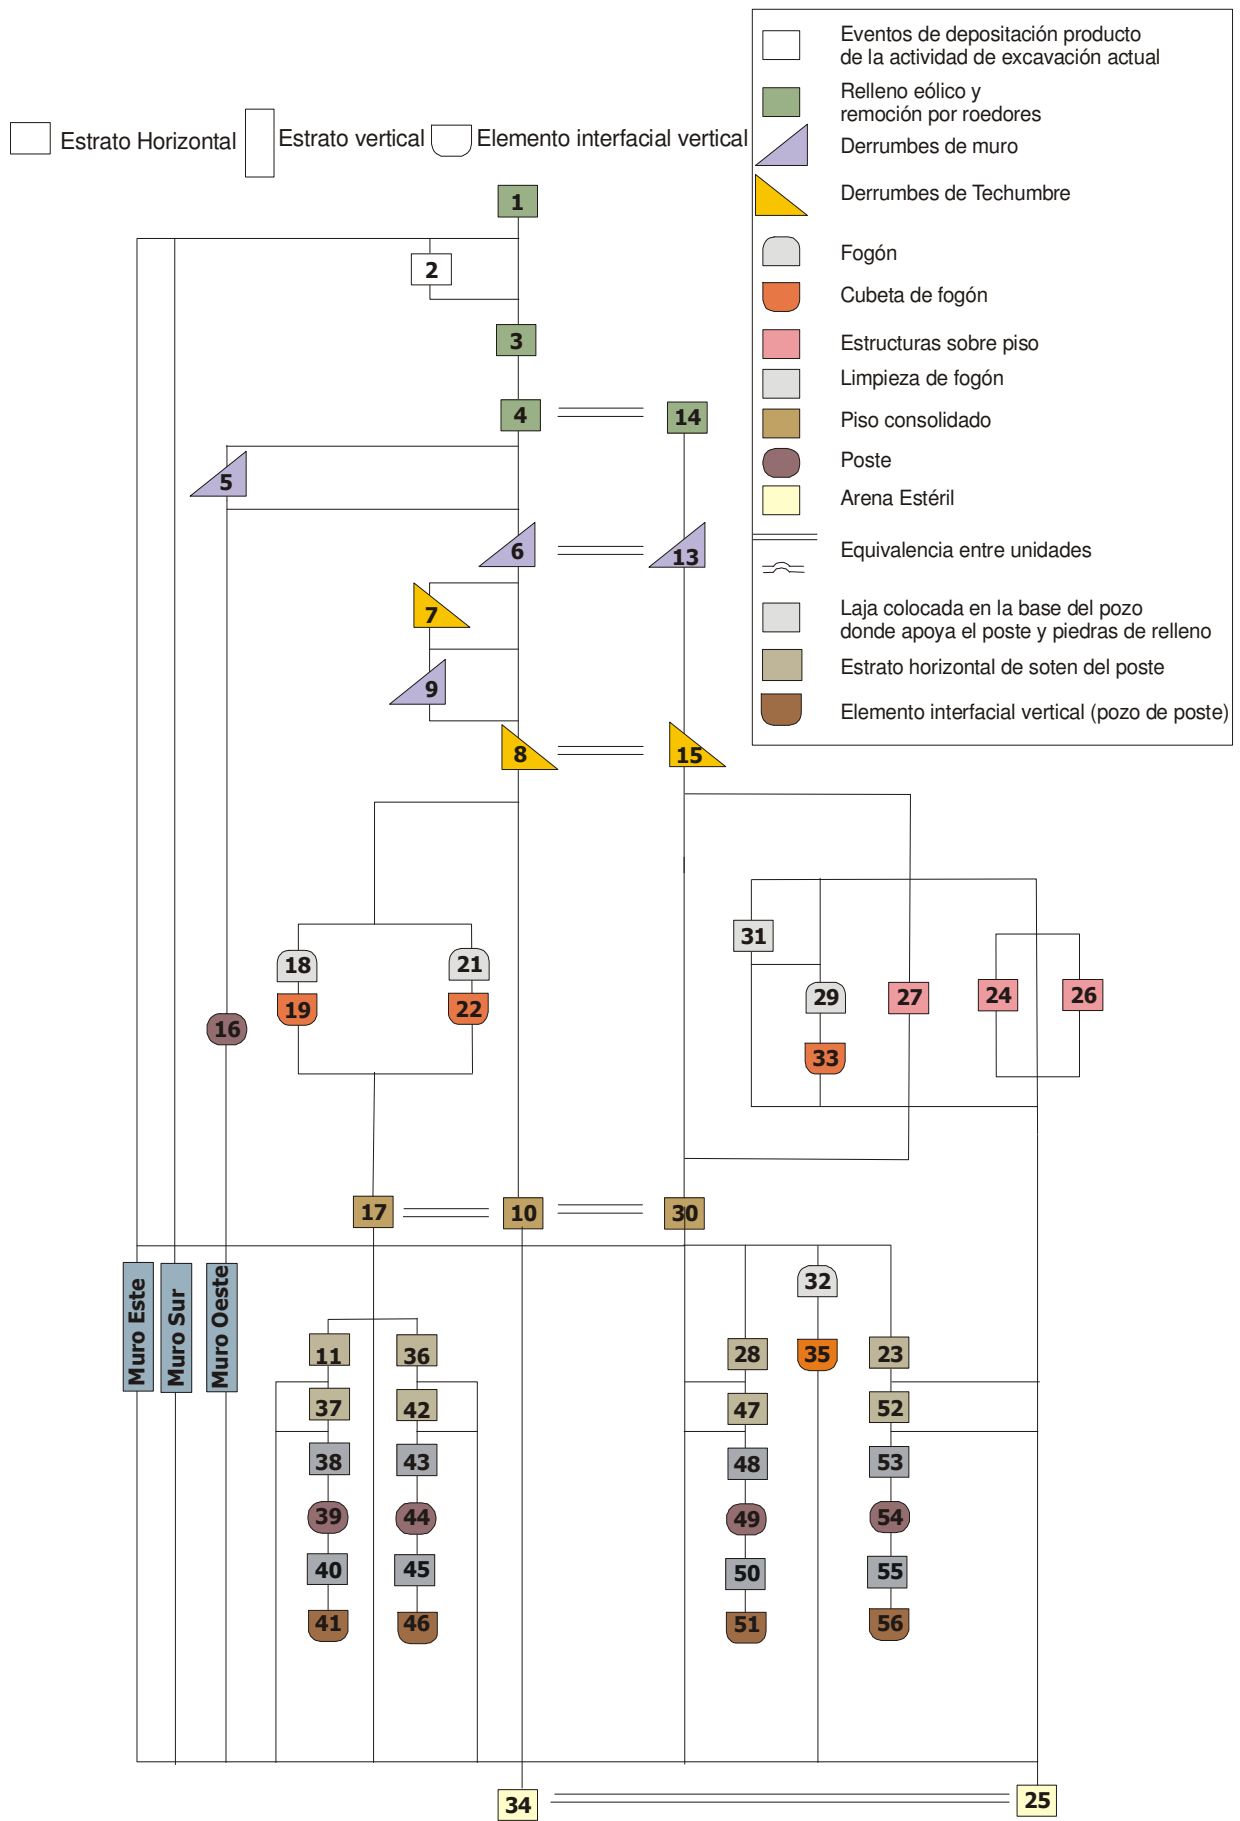 Eventos de depositación producto
de la actividad de excavación actual
Relleno eólico y
remoción por roedores
Derrumbes de muro
Derrumbes de Techumbre
Fogón
Cubeta de fogón
Estructuras sobre piso
Limpieza de fogón
Piso consolidado
Poste
Arena Estéril
Equivalencia entre unidades
Laja colocada en la base del pozo
donde apoya el poste y piedras de relleno
Estrato horizontal de soten del poste
Elemento interfacial vertical (pozo de poste)
Estrato Horizontal
Estrato vertical
Elemento interfacial vertical
1
2
3
4
14
5
6
13
7
9
8
15
31
18
21
29
27
24
26
19
22
16
33
17
10
30
Muro Este
Muro Sur
Muro Oeste
32
11
36
28
35
23
37
42
47
52
38
43
48
53
39
44
49
54
40
45
50
55
41
46
51
56
34
25